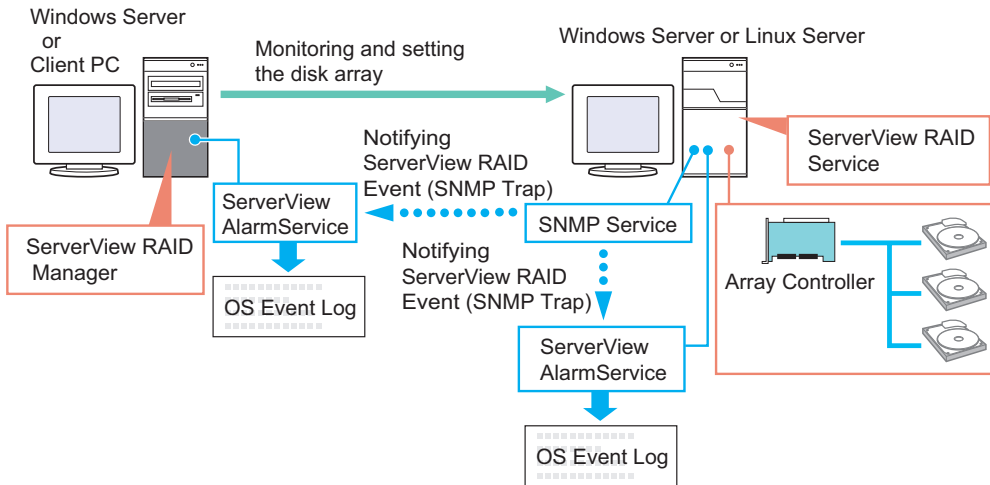 Windows Server
or
Client PC
Monitoring and setting
the disk array
Windows Server or Linux Server
ServerView RAID
Service
Notifying
ServerView RAID
Event (SNMP Trap)
ServerView
AlarmService
SNMP Service
ServerView RAID
Manager
Notifying
ServerView RAID
Event (SNMP Trap)
Array Controller
OS Event Log
ServerView
AlarmService
OS Event Log